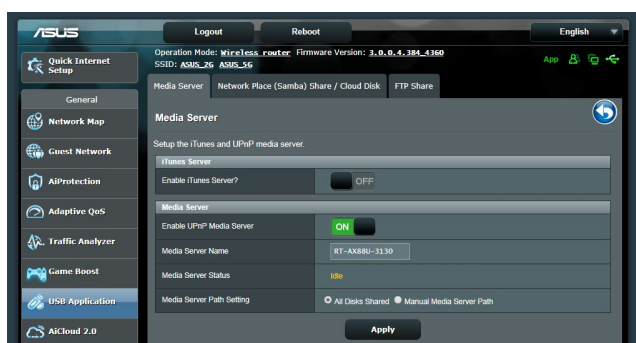 ASUS
Logout
Reboot
English
Quick Internet
Setup
Operation Mode: Wireless router Firmware Version: 3.0.0.4.384_4360
SSID: ASUS_2G ASUS_5G
App
General
Network Map
Guest Network
AiProtection
Adaptive QoS
Traffic Analyzer
Game Boost
USB Application
AiCloud 2.0
Media Server
Network Place (Samba) Share / Cloud Disk
FTP Share
Media Server
Setup the iTunes and UPnP media server.
iTunes Server
Enable iTunes Server?
OFF
Media Server
Enable UPnP Media Server
ON
Media Server Name
RT-AX88U-3130
Media Server Status
Idle
Media Server Path Setting
All Disks Shared
Manual Media Server Path
Apply